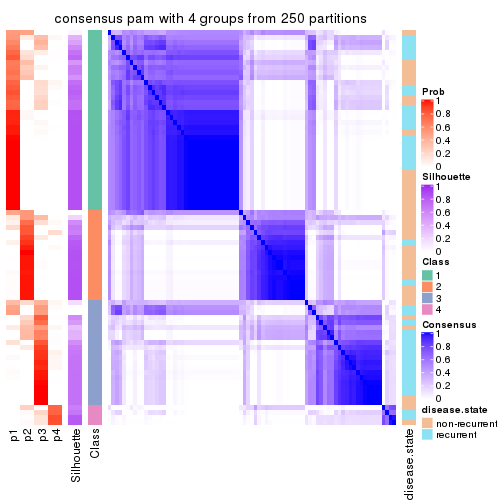 consensus pam with 4 groups from 250 partitions
Prob
1
0.8
0.6
0.4
0.2
0
Silhouette
1
0.8
0.6
0.4
0.2
0
Class
1
2
3
4
Consensus
1
0.8
0.6
0.4
0.2
0
disease.state
non-recurrent
recurrent
p1
p2
p3
p4
Silhouette
Class
disease.state